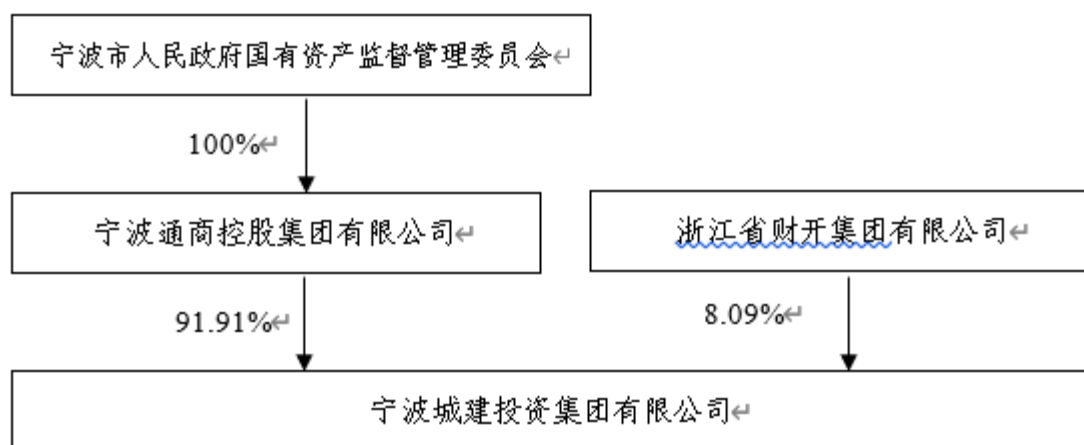 宁波市人民政府国有资产监督管理委员会↵
100%↵
宁波通商控股集团有限公司↵
浙江省财开集团有限公司↵
91.91%↵
8.09%↵
宁波城建投资集团有限公司↵